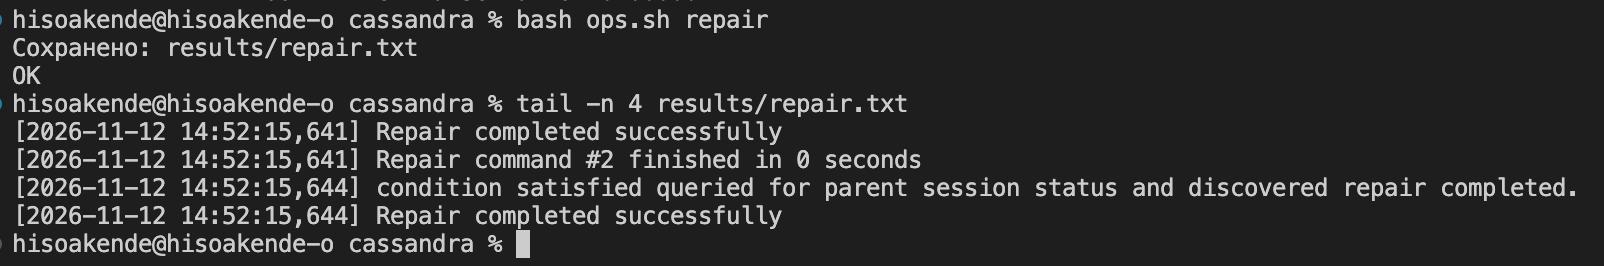 hisoakende@hisoakende-o cassandra % bash ops.sh repair
Сохранено: results/repair.txt
OK
hisoakende@hisoakende-o cassandra % tail -n 4 results/repair.txt
[2026-11-12 14:52:15,641] Repair completed successfully
[2026-11-12 14:52:15,641] Repair command #2 finished in 0 seconds
[2026-11-12 14:52:15,644] condition satisfied queried for parent session status and discovered repair completed.
[2026-11-12 14:52:15,644] Repair completed successfully
hisoakende@hisoakende-o cassandra %